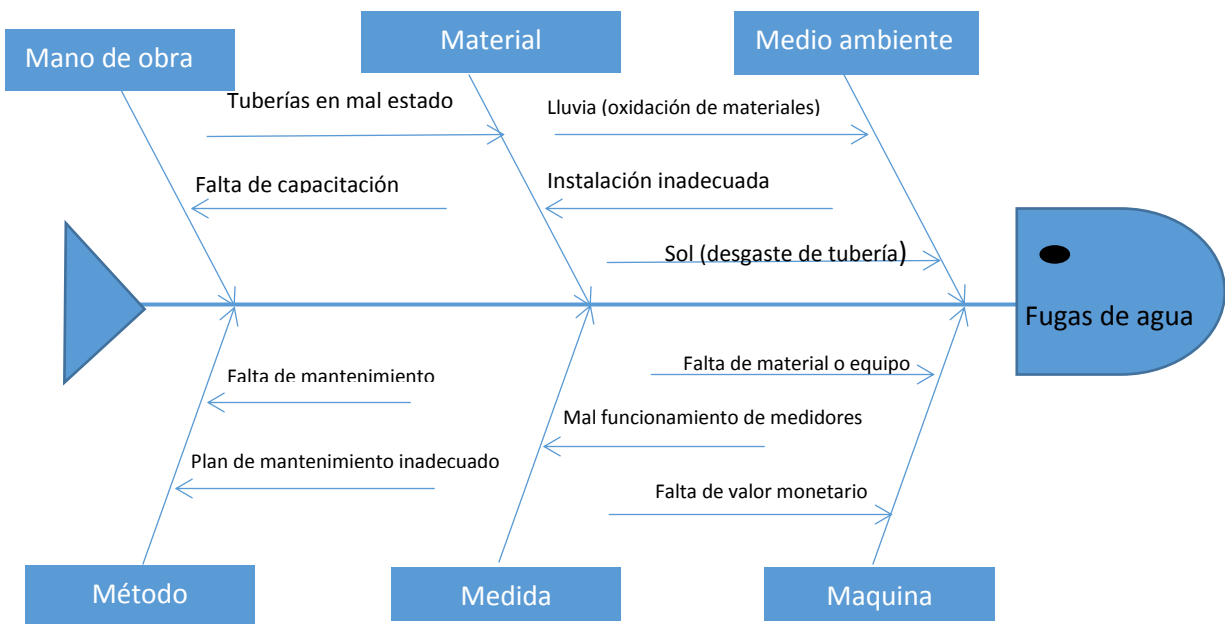 Mano de obra
Material
Medio ambiente
Tuberías en mal estado
Lluvia (oxidación de materiales)
Falta de capacitación
Instalación inadecuada
Sol (desgaste de tubería)
Fugas de agua
Falta de mantenimiento
Falta de material o equipo
Mal funcionamiento de medidores
Plan de mantenimiento inadecuado
Falta de valor monetario
Método
Medida
Maquina